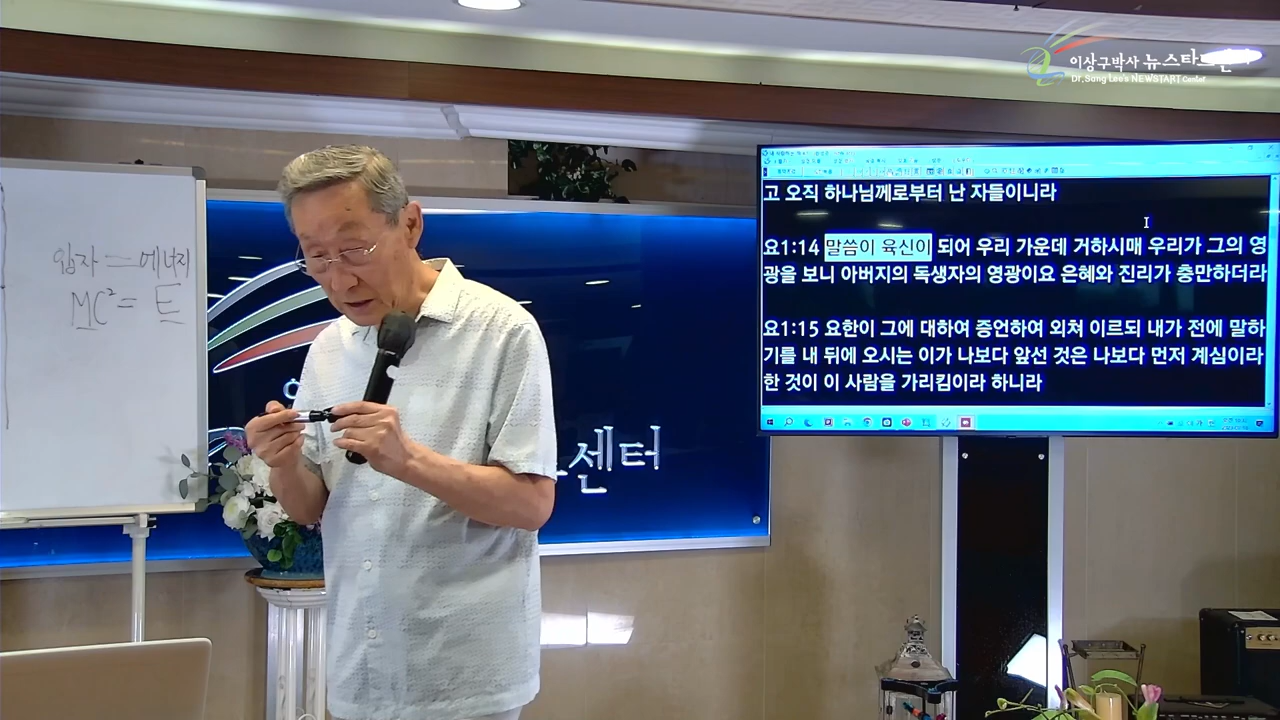 이상구박사 뉴스타트센터
Dr. Sang Lee's NEWSTART Center
입자 = 에너지
MC² = E
센터
고 오직 하나님께로부터 난 자들이니라
요1:14 말씀이 육신이 되어 우리 가운데 거하시매 우리가 그의 영
광을 보니 아버지의 독생자의 영광이요 은혜와 진리가 충만하더라
요1:15 요한이 그에 대하여 증언하여 외쳐 이르되 내가 전에 말하
기를 내 뒤에 오시는 이가 나보다 앞선 것은 나보다 먼저 계심이라
한 것이 이 사람을 가리킴이라 하니라